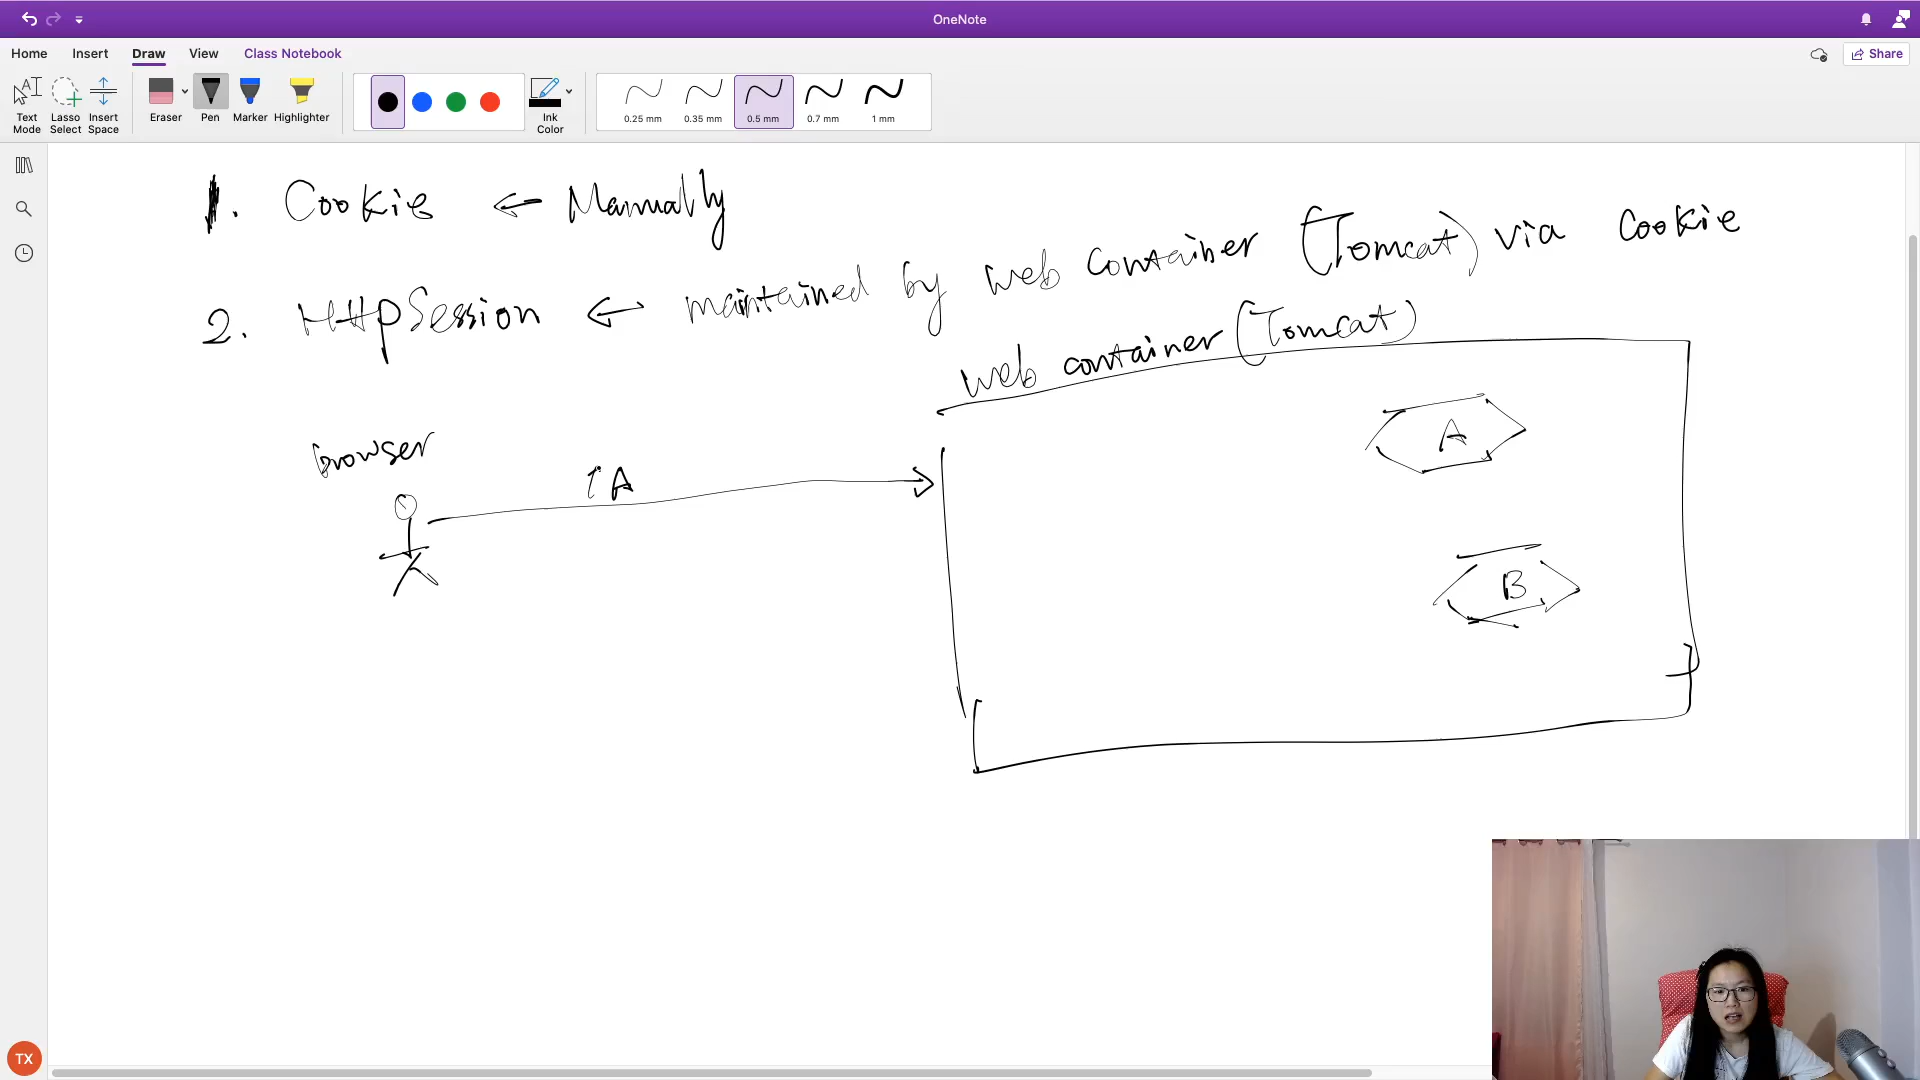 OneNote
Home Insert Draw View Class Notebook
Share
Text Mode
Lasso Select
Insert Space
Eraser
Pen
Marker
Highlighter
Ink Color
0.25 mm
0.35 mm
0.5 mm
0.7 mm
1 mm
1. Cookie ← Manually
2. HttpSession ← maintained by web container (Tomcat) via Cookie
web container (Tomcat)
browser
A
A
B
TX